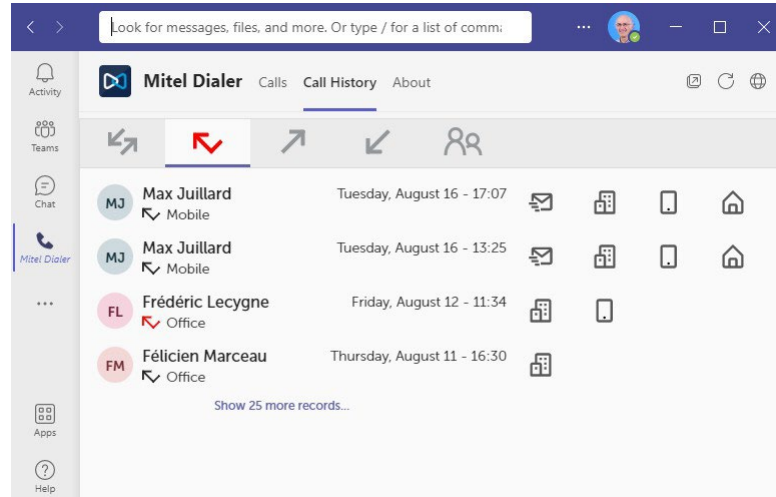 Look for messages, files, and more. Or type / for a list of comma
Activity
Teams
Chat
Mitel Dialer
Apps
Help
Mitel Dialer Calls Call History About
MJ Max Juillard Tuesday, August 16 - 17:07
Mobile
MJ Max Juillard Tuesday, August 16 - 13:25
Mobile
FL Frédéric Lecygne Friday, August 12 - 11:34
Office
FM Félicien Marceau Thursday, August 11 - 16:30
Office
Show 25 more records...